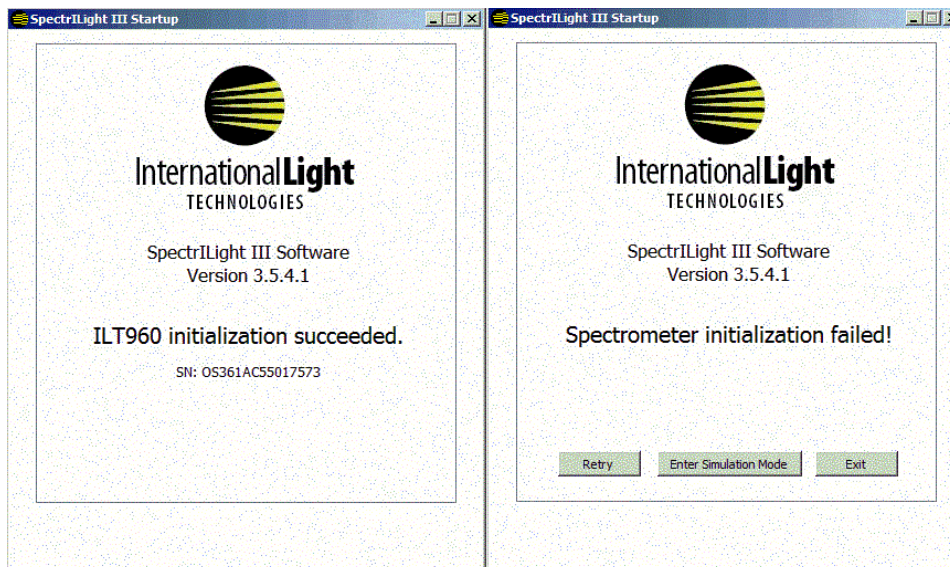 SpectrILight III Startup
InternationalLight
TECHNOLOGIES
SpectrILight III Software
Version 3.5.4.1
ILT960 initialization succeeded.
SN: OS361AC55017573
SpectrILight III Startup
InternationalLight
TECHNOLOGIES
SpectrILight III Software
Version 3.5.4.1
Spectrometer initialization failed!
Retry
Enter Simulation Mode
Exit